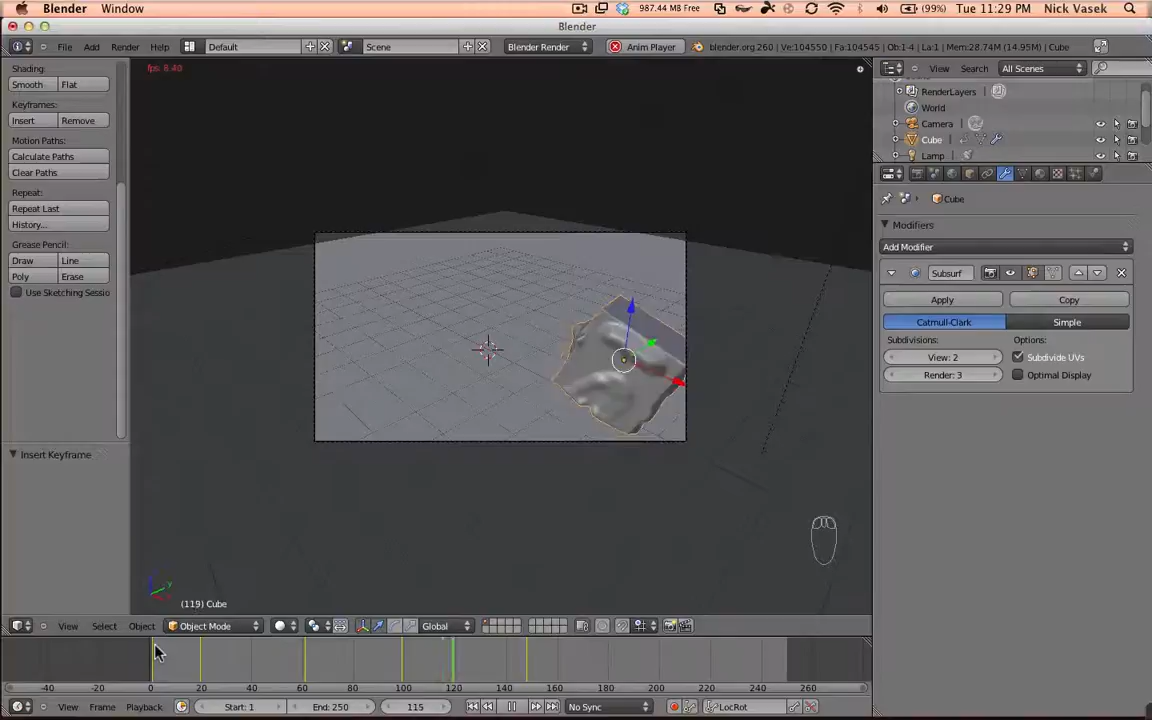 Blender Window 987.44 MB Free (99%) Tue 11:29 PM Nick Vasek
Blender
File Add Render Help Default Scene Blender Render Anim Player blender.org 260 | Ve:104550 | Fa:104545 | Ob:1-4 | La:1 | Mem:28.74M (14.95M) | Cube
Shading:
Smooth Flat
Keyframes:
Insert Remove
Motion Paths:
Calculate Paths
Clear Paths
Repeat:
Repeat Last
History...
Grease Pencil:
Draw Line
Poly Erase
Use Sketching Sessio
Insert Keyframe
fps: 8.40
(119) Cube
View Search All Scenes
RenderLayers
World
Camera
Cube
Lamp
Cube
Modifiers
Add Modifier
Subsurf
Apply Copy
Catmull-Clark Simple
Subdivisions: Options:
View: 2 Subdivide UVs
Render: 3 Optimal Display
View Select Object Object Mode Global
-40 -20 0 20 40 60 80 100 120 140 160 180 200 220 240 260
View Frame Playback Start: 1 End: 250 115 No Sync LocRot